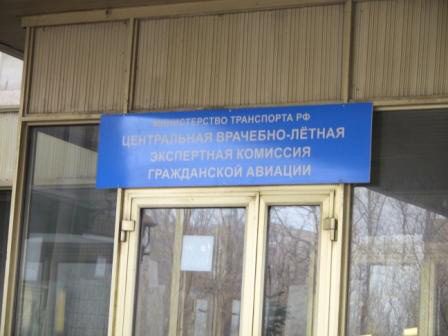 МИНИСТЕРСТВО ТРАНСПОРТА РФ
ЦЕНТРАЛЬНАЯ ВРАЧЕБНО-ЛЁТНАЯ
ЭКСПЕРТНАЯ КОМИССИЯ
ГРАЖДАНСКОЙ АВИАЦИИ